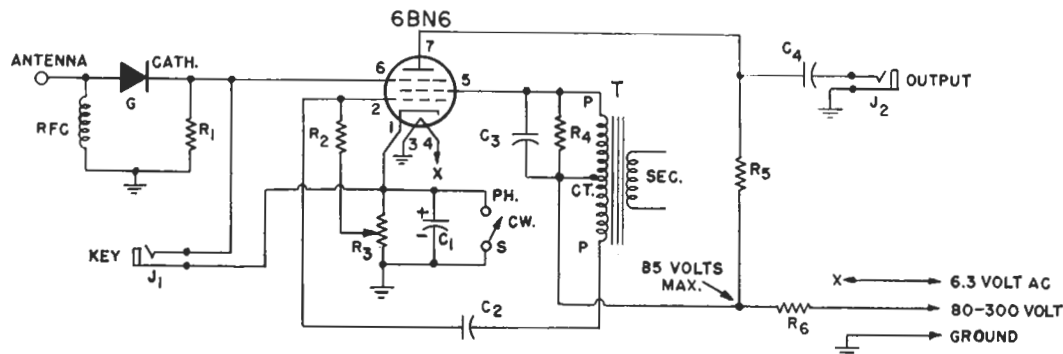 6BN6
ANTENNA
CATH.
G
RFC
R1
6
7
5
2
1
3
4
X
R2
R3
C1
+
-
PH.
CW.
S
KEY
J1
C2
C3
R4
P
T
CT.
P
SEC.
C4
OUTPUT
J2
R5
85 VOLTS
MAX.
R6
X
6.3 VOLT AC
80-300 VOLT
GROUND